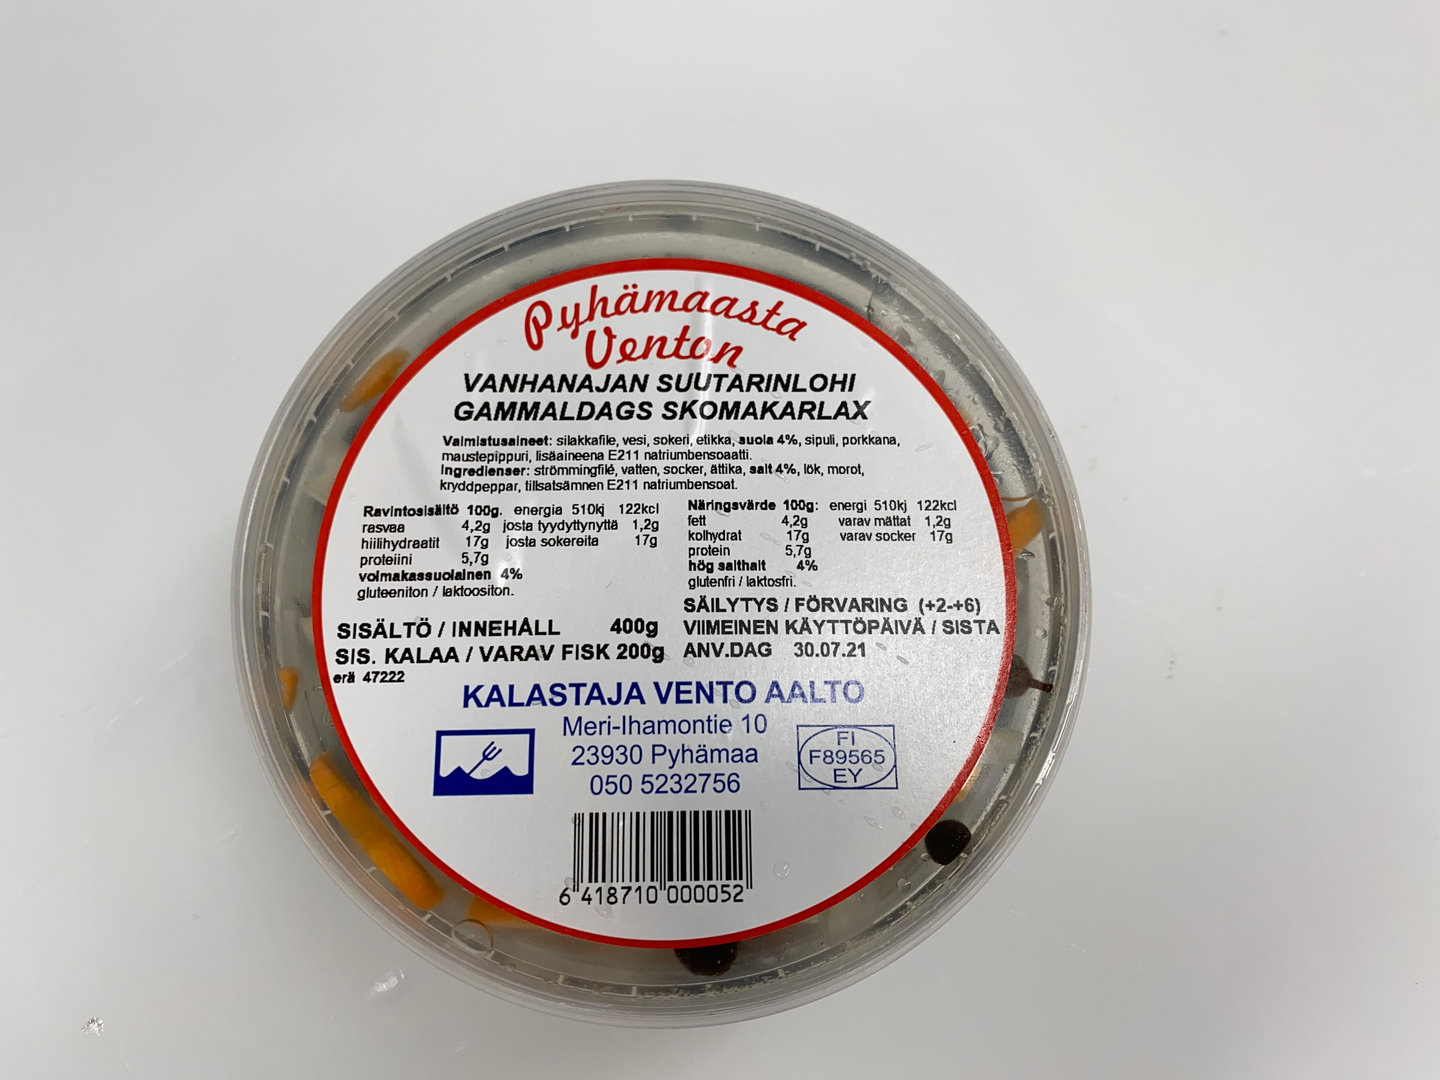 Pyhämaasta
Venton
VANHANAJAN SUUTARINLOHI
GAMMALDAGS SKOMAKARLAX
Valmistusaineet: silakkafile, vesi, sokeri, etikka, suola 4%, sipuli, porkkana,
maustepippuri, lisäaineena E211 natriumbensoaatti.
Ingredienser: strömmingfilé, vatten, socker, ättika, salt 4%, lök, morot,
kryddpeppar, tillsatsämnen E211 natriumbensoat.
Ravintosisältö 100g. energia 510kj 122kcl
rasvaa 4,2g josta tyydyttynyttä 1,2g
hiilihydraatit 17g josta sokereita 17g
proteiini 5,7g
voimakassuolainen 4%
gluteeniton / laktoositon.
Näringsvärde 100g: energi 510kj 122kcl
fett 4,2g varav mättat 1,2g
kolhydrat 17g varav socker 17g
protein 5,7g
hög salthalt 4%
glutenfri / laktosfri.
SISÄLTÖ / INNEHÅLL 400g
SIS. KALAA / VARAV FISK 200g
erä 47222
SÄILYTYS / FÖRVARING (+2-+6)
VIIMEINEN KÄYTTÖPÄIVÄ / SISTA
ANV.DAG 30.07.21
KALASTAJA VENTO AALTO
Meri-Ihamontie 10
23930 Pyhämaa
050 5232756
FI
F89565
EY
6 418710 000052